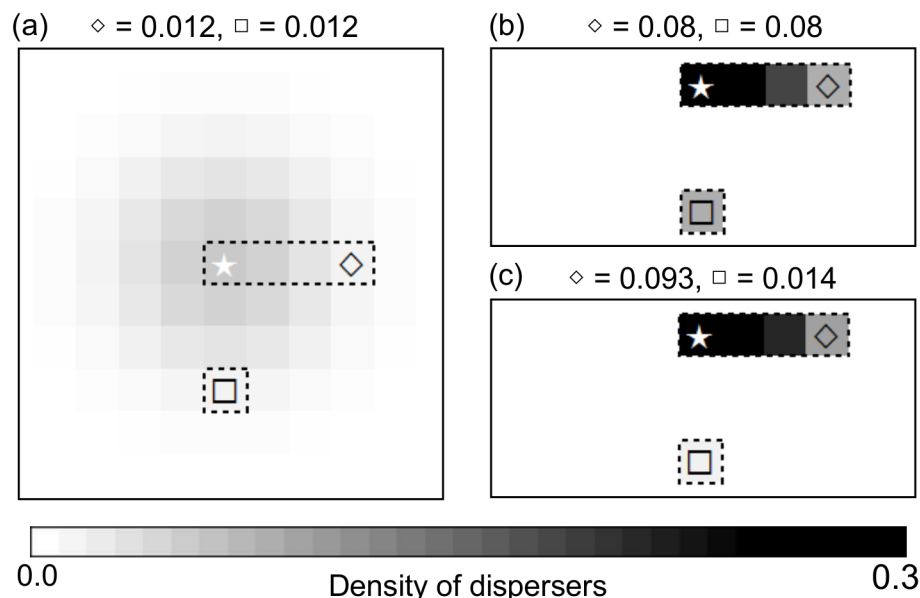 (a) ◇ = 0.012, □ = 0.012
(b) ◇ = 0.08, □ = 0.08
(c) ◇ = 0.093, □ = 0.014
0.0 0.3
Density of dispersers